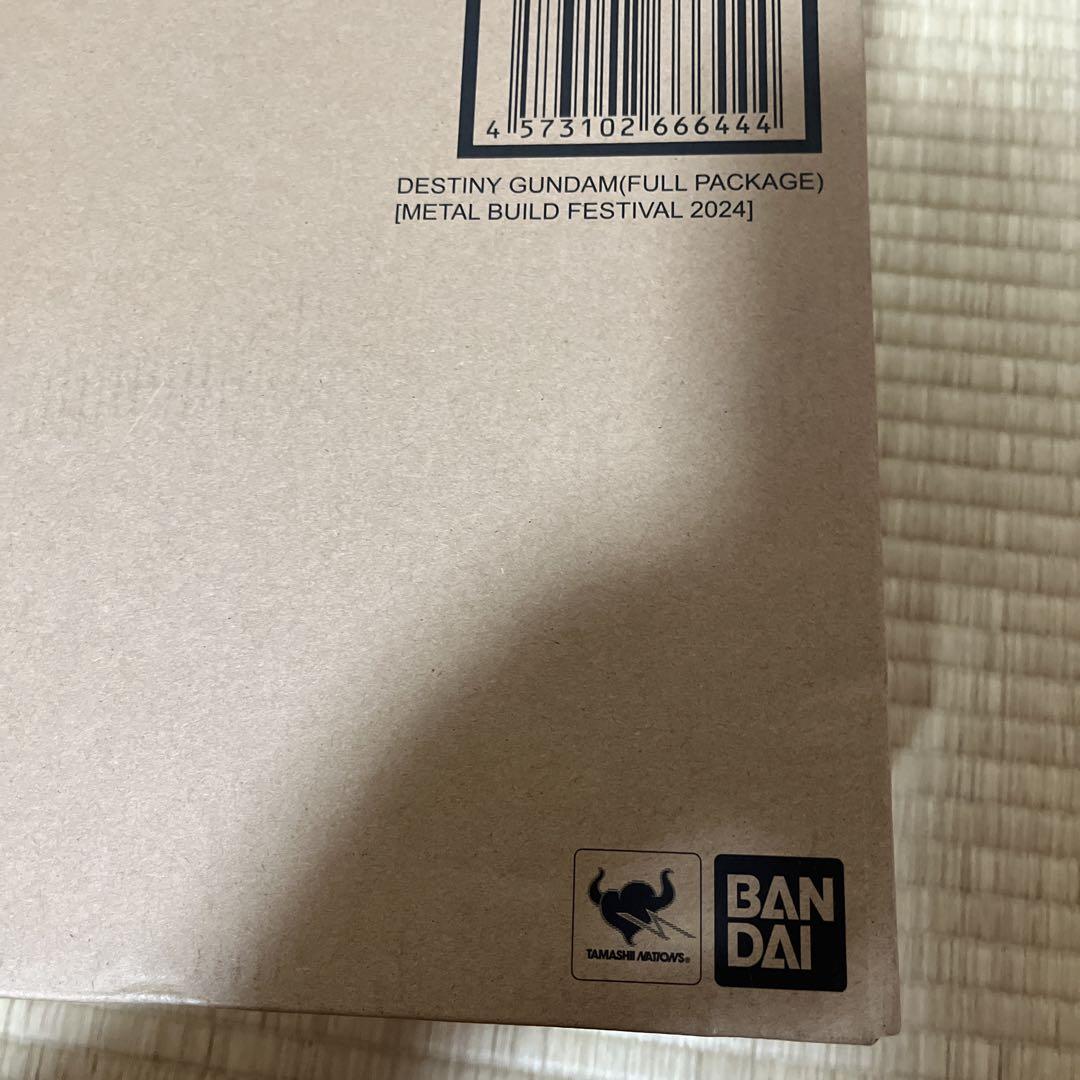 4 573102 666444
DESTINY GUNDAM(FULL PACKAGE)
[METAL BUILD FESTIVAL 2024]
TAMASHII NATIONS®
BAN
DAI